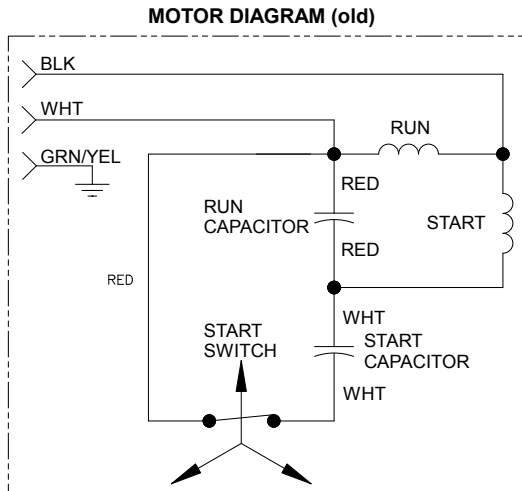 MOTOR DIAGRAM (old)
BLK
WHT
RUN
GRN/YEL
RED
RUN
CAPACITOR
START
RED
RED
WHT
START
SWITCH
START
CAPACITOR
WHT